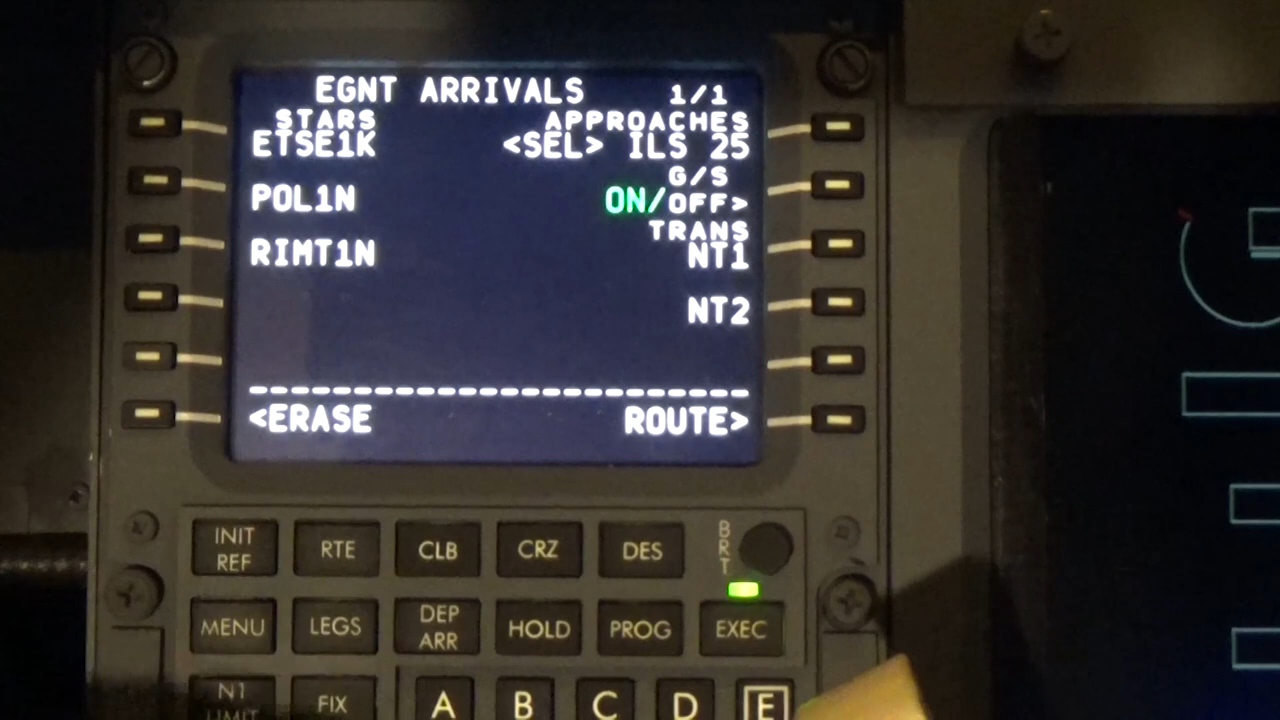 EGNT ARRIVALS 1/1
STARS APPROACHES
ETSE1K <SEL> ILS 25
G/S
POL1N ON/OFF>
TRANS
RIMT1N NT1
NT2
------------------------
<ERASE ROUTE>
INIT REF RTE CLB CRZ DES BRT
MENU LEGS DEP ARR HOLD PROG EXEC
N1 LIMIT FIX A B C D E